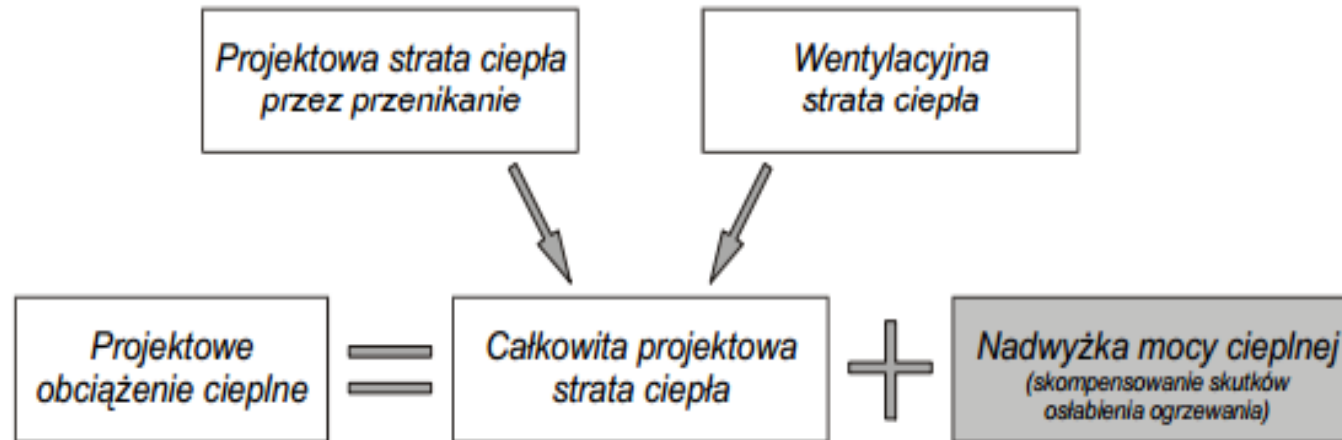 Projektowa strata ciepła
przez przenikanie
Wentylacyjna
strata ciepła
Projektowe
obciążenie cieplne
=
Całkowita projektowa
strata ciepła
+
Nadwyżka mocy cieplnej
(skompensowanie skutków
osłabienia ogrzewania)